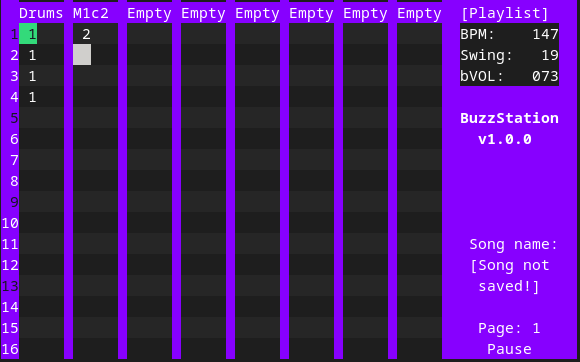 Drums M1c2 Empty Empty Empty Empty Empty Empty [Playlist]
1 1 2 BPM: 147
2 1 Swing: 19
3 1 bVOL: 073
4 1
5 BuzzStation
6 v1.0.0
7
8
9
10
11 Song name:
12 [Song not
13 saved!]
14
15 Page: 1
16 Pause